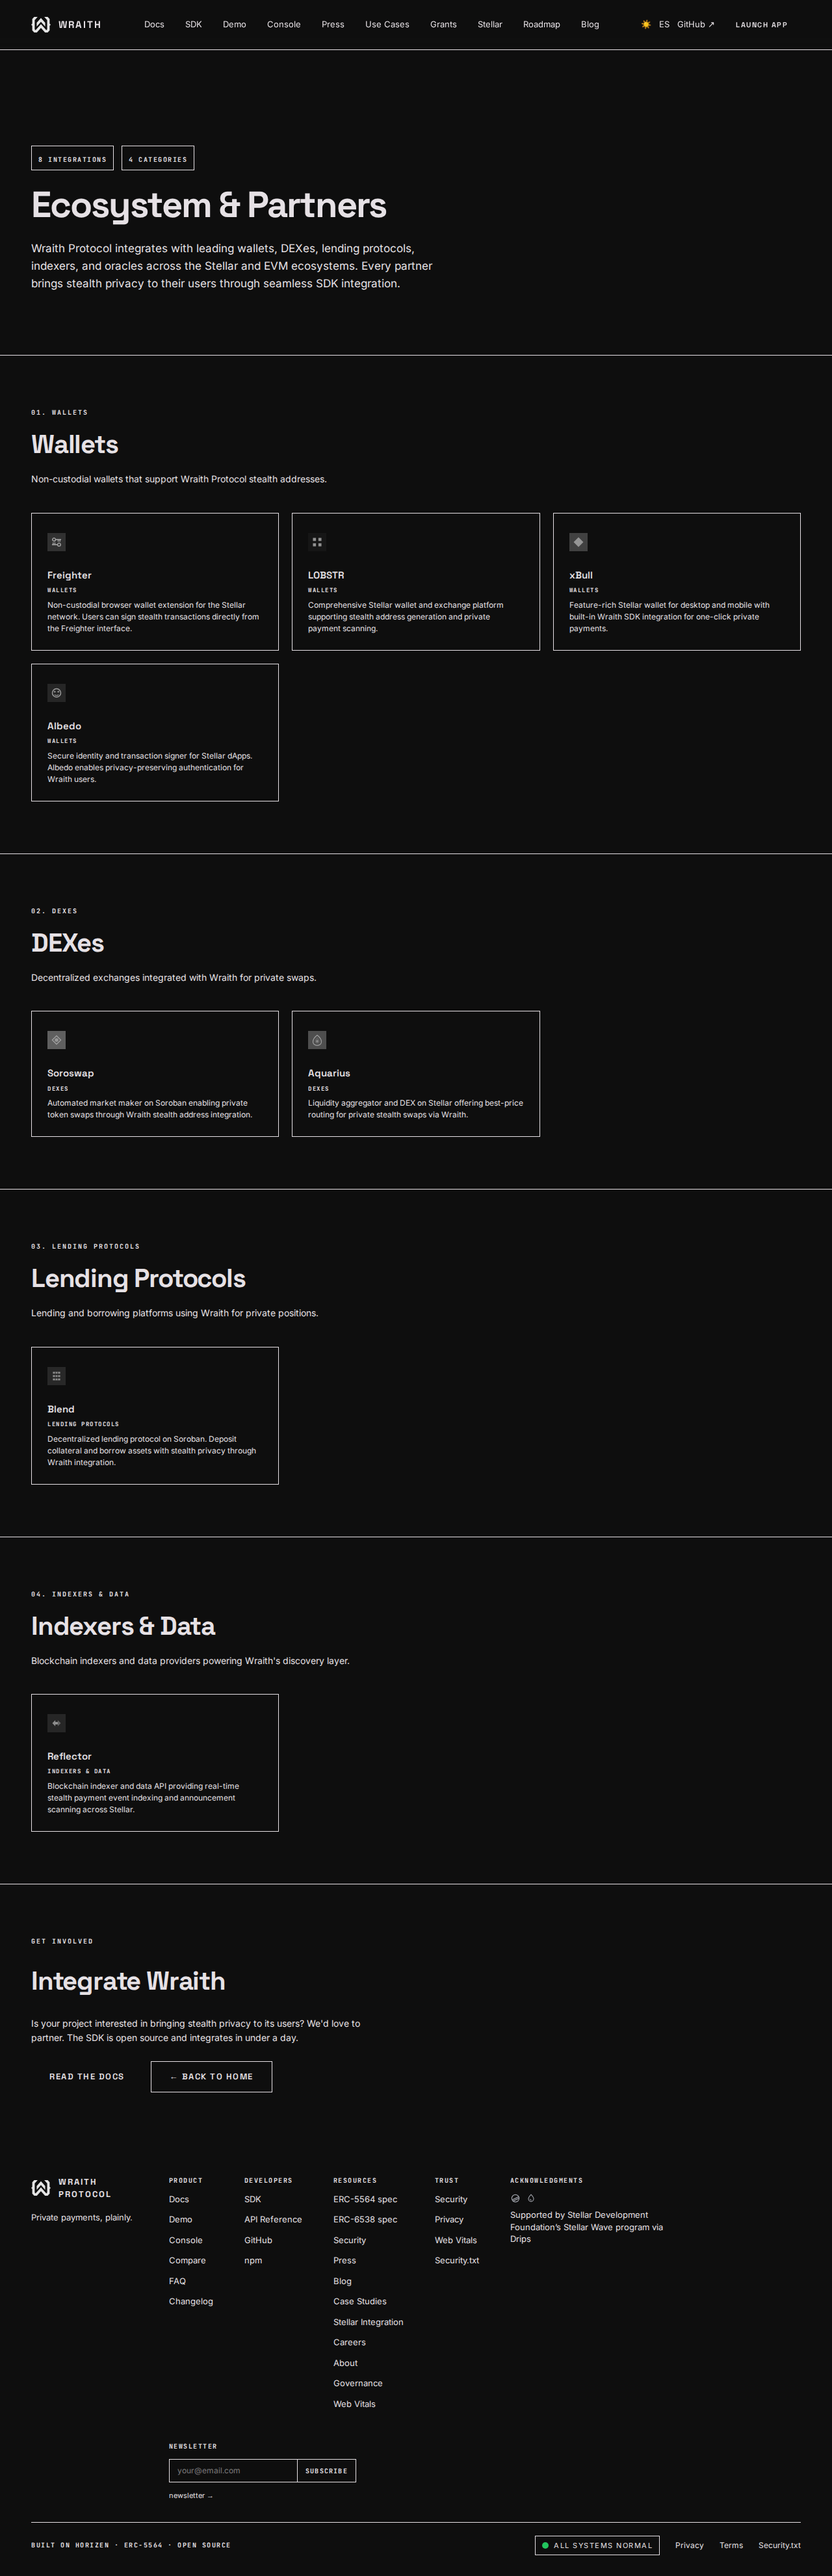 WRAITH
Docs SDK Demo Console Press Use Cases Grants Stellar Roadmap Blog
ES GitHub ↗ LAUNCH APP
8 INTEGRATIONS
4 CATEGORIES
Ecosystem & Partners
Wraith Protocol integrates with leading wallets, DEXes, lending protocols,
indexers, and oracles across the Stellar and EVM ecosystems. Every partner
brings stealth privacy to their users through seamless SDK integration.
01. WALLETS
Wallets
Non-custodial wallets that support Wraith Protocol stealth addresses.
Freighter
WALLETS
Non-custodial browser wallet extension for the Stellar
network. Users can sign stealth transactions directly from
the Freighter interface.
LOBSTR
WALLETS
Comprehensive Stellar wallet and exchange platform
supporting stealth address generation and private
payment scanning.
xBull
WALLETS
Feature-rich Stellar wallet for desktop and mobile with
built-in Wraith SDK integration for one-click private
payments.
Albedo
WALLETS
Secure identity and transaction signer for Stellar dApps.
Albedo enables privacy-preserving authentication for
Wraith users.
02. DEXES
DEXes
Decentralized exchanges integrated with Wraith for private swaps.
Soroswap
DEXES
Automated market maker on Soroban enabling private
token swaps through Wraith stealth address integration.
Aquarius
DEXES
Liquidity aggregator and DEX on Stellar offering best-price
routing for private stealth swaps via Wraith.
03. LENDING PROTOCOLS
Lending Protocols
Lending and borrowing platforms using Wraith for private positions.
Blend
LENDING PROTOCOLS
Decentralized lending protocol on Soroban. Deposit
collateral and borrow assets with stealth privacy through
Wraith integration.
04. INDEXERS & DATA
Indexers & Data
Blockchain indexers and data providers powering Wraith's discovery layer.
Reflector
INDEXERS & DATA
Blockchain indexer and data API providing real-time
stealth payment event indexing and announcement
scanning across Stellar.
GET INVOLVED
Integrate Wraith
Is your project interested in bringing stealth privacy to its users? We'd love to
partner. The SDK is open source and integrates in under a day.
READ THE DOCS
← BACK TO HOME
WRAITH
PROTOCOL
Private payments, plainly.
PRODUCT
Docs
Demo
Console
Compare
FAQ
Changelog
DEVELOPERS
SDK
API Reference
GitHub
npm
RESOURCES
ERC-5564 spec
ERC-6538 spec
Security
Press
Blog
Case Studies
Stellar Integration
Careers
About
Governance
Web Vitals
TRUST
Security
Privacy
Web Vitals
Security.txt
ACKNOWLEDGMENTS
Supported by Stellar Development
Foundation's Stellar Wave program via
Drips
NEWSLETTER
your@email.com
SUBSCRIBE
newsletter →
BUILT ON HORIZEN · ERC-5564 · OPEN SOURCE
ALL SYSTEMS NORMAL
Privacy Terms Security.txt